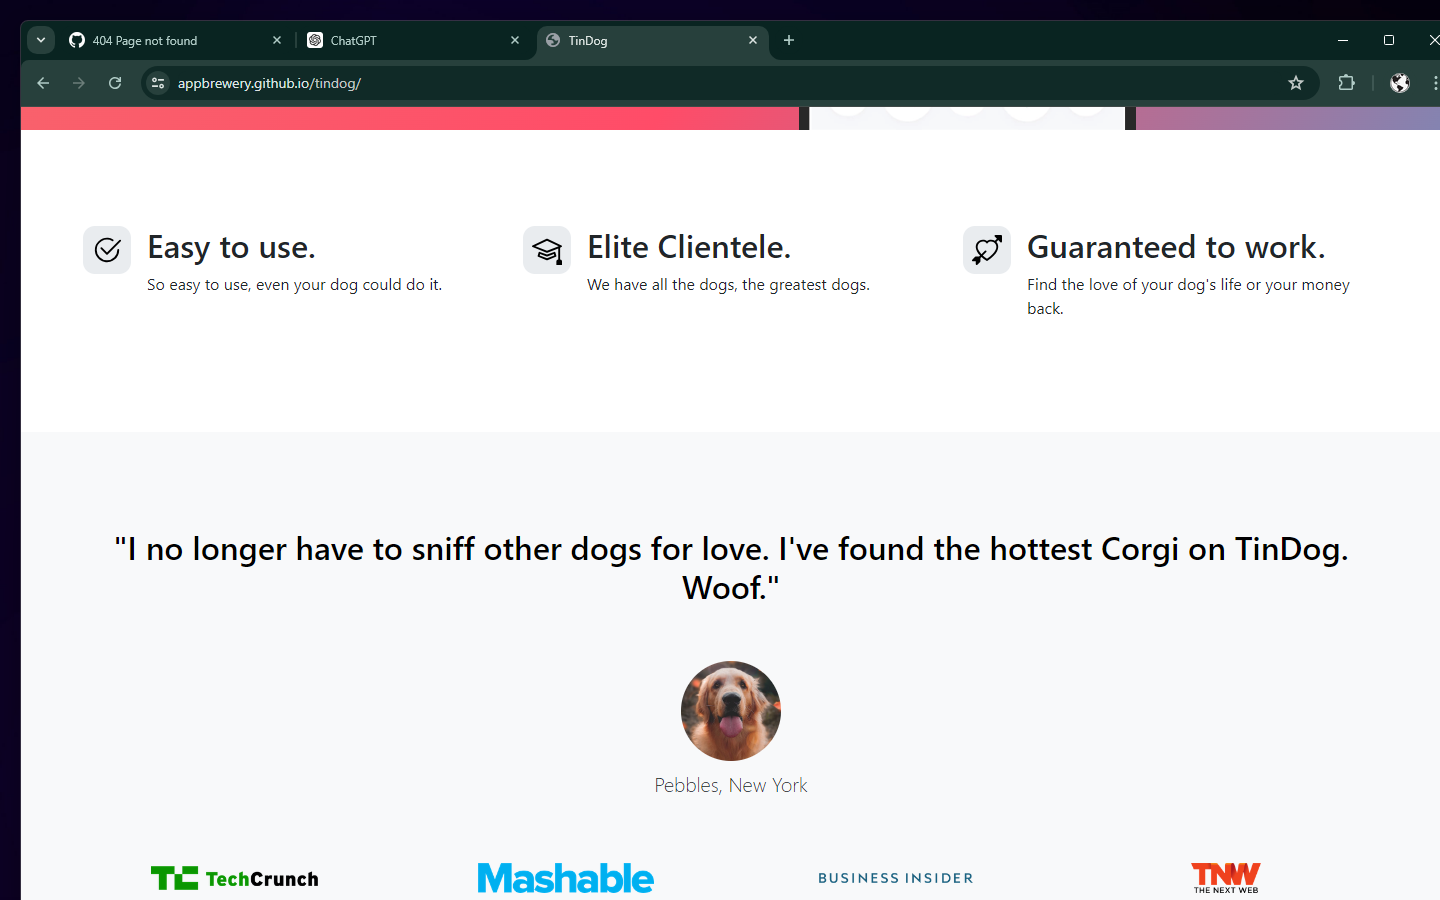 404 Page not found
ChatGPT
TinDog
appbrewery.github.io/tindog/
Easy to use.
So easy to use, even your dog could do it.
Elite Clientele.
We have all the dogs, the greatest dogs.
Guaranteed to work.
Find the love of your dog's life or your money
back.
"I no longer have to sniff other dogs for love. I've found the hottest Corgi on TinDog.
Woof."
Pebbles, New York
TC TechCrunch
Mashable
BUSINESS INSIDER
TNW
THE NEXT WEB